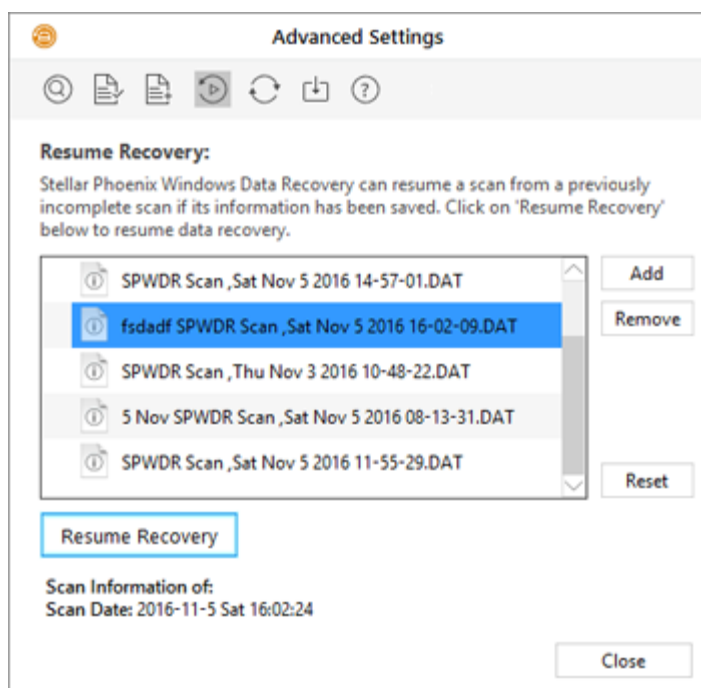 Advanced Settings
Resume Recovery:
Stellar Phoenix Windows Data Recovery can resume a scan from a previously
incomplete scan if its information has been saved. Click on 'Resume Recovery'
below to resume data recovery.
SPWDR Scan ,Sat Nov 5 2016 14-57-01.DAT
fsdadf SPWDR Scan ,Sat Nov 5 2016 16-02-09.DAT
SPWDR Scan ,Thu Nov 3 2016 10-48-22.DAT
5 Nov SPWDR Scan ,Sat Nov 5 2016 08-13-31.DAT
SPWDR Scan ,Sat Nov 5 2016 11-55-29.DAT
Add
Remove
Reset
Resume Recovery
Scan Information of:
Scan Date: 2016-11-5 Sat 16:02:24
Close